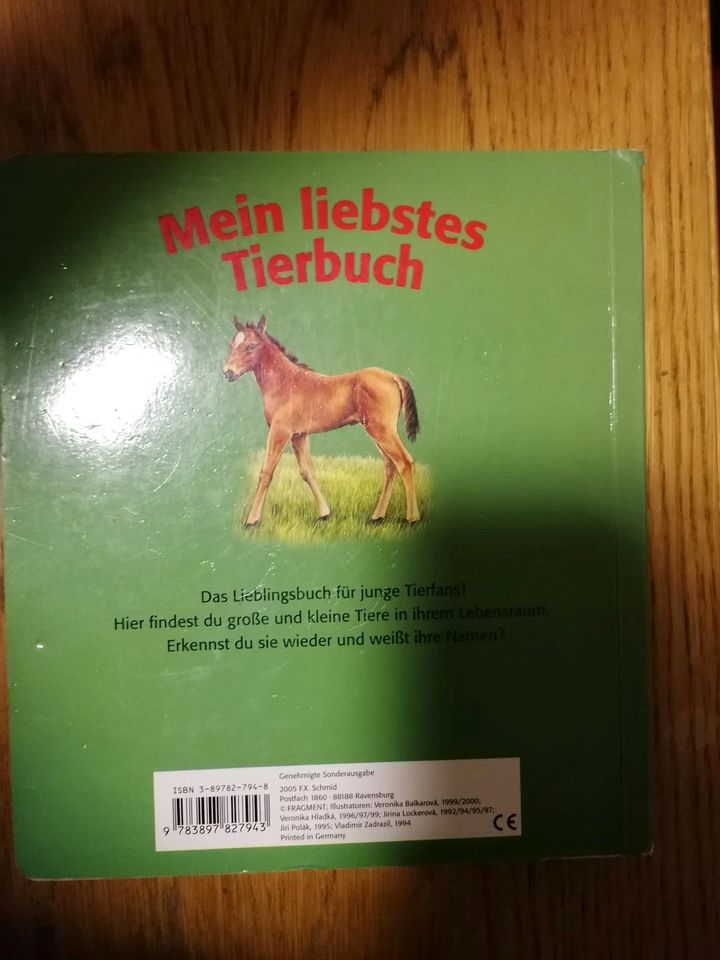 Mein liebstes
Tierbuch
Das Lieblingsbuch für junge Tierfans!
Hier findest du große und kleine Tiere in ihrem Lebensraum.
Erkennst du sie wieder und weißt ihre Namen?
Genehmigte Sonderausgabe
ISBN 3-89782-794-8
9 783897 827943
2005 F.X. Schmid
Postfach 1860 · 88188 Ravensburg
© FRAGMENT; Illustratoren: Veronika Balkarová, 1999/2000;
Veronika Hladká, 1996/97/99; Jirina Lockerová, 1992/94/95/97;
Jirí Polák, 1995; Vladimir Zadrazil, 1994
Printed in Germany
CE